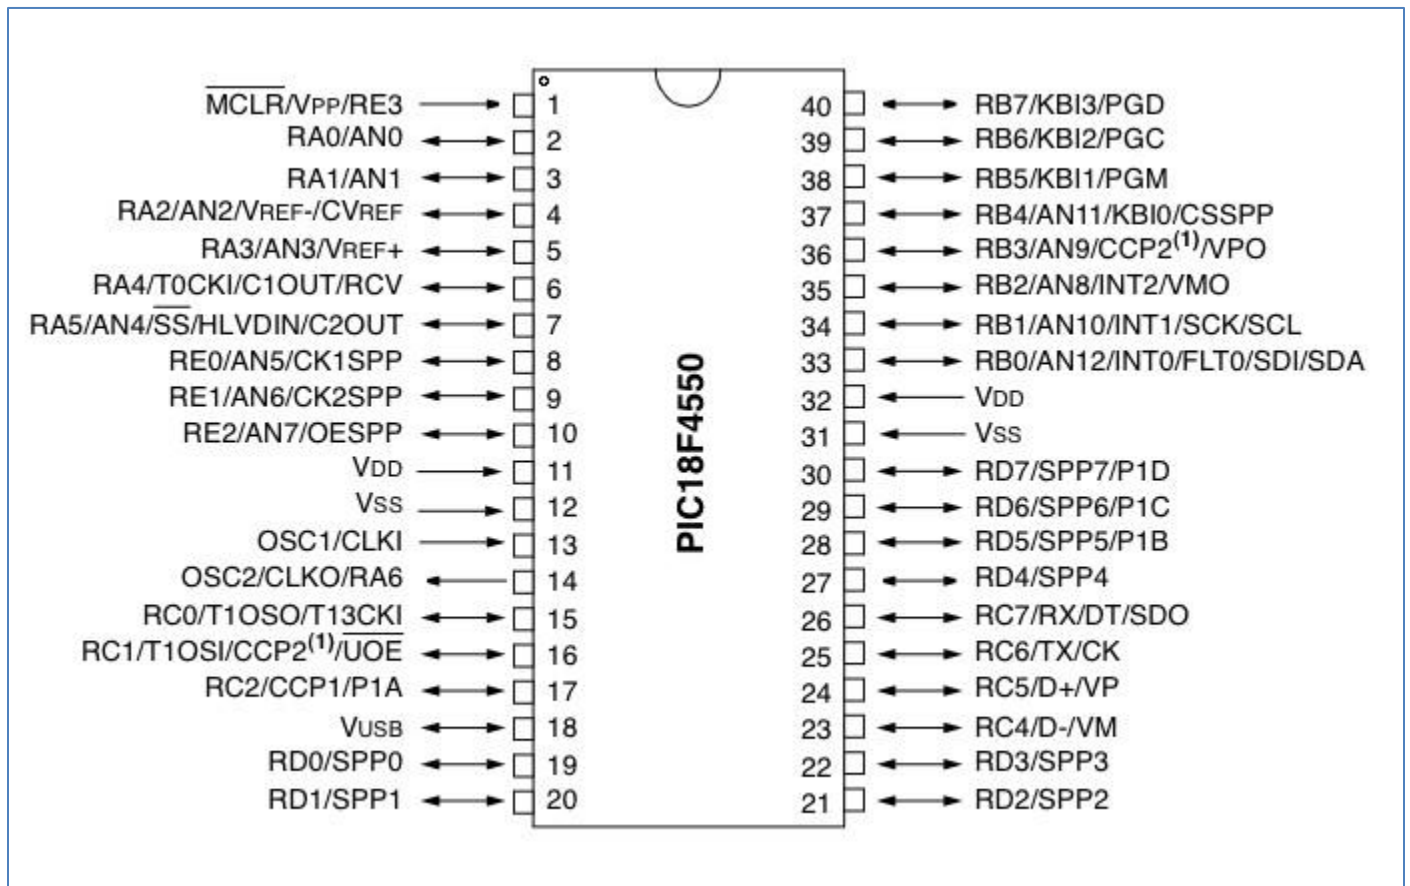 MCLR/VPP/RE3 1 40 RB7/KBI3/PGD
RA0/AN0 2 39 RB6/KBI2/PGC
RA1/AN1 3 38 RB5/KBI1/PGM
RA2/AN2/VREF-/CVREF 4 37 RB4/AN11/KBI0/CSSPP
RA3/AN3/VREF+ 5 36 RB3/AN9/CCP2(1)/VPO
RA4/T0CKI/C1OUT/RCV 6 35 RB2/AN8/INT2/VMO
RA5/AN4/SS/HLVDIN/C2OUT 7 34 RB1/AN10/INT1/SCK/SCL
RE0/AN5/CK1SPP 8 33 RB0/AN12/INT0/FLT0/SDI/SDA
RE1/AN6/CK2SPP 9 32 VDD
RE2/AN7/OESPP 10 31 VSS
VDD 11 30 RD7/SPP7/P1D
VSS 12 29 RD6/SPP6/P1C
OSC1/CLKI 13 28 RD5/SPP5/P1B
OSC2/CLKO/RA6 14 27 RD4/SPP4
RC0/T1OSO/T13CKI 15 26 RC7/RX/DT/SDO
RC1/T1OSI/CCP2(1)/UOE 16 25 RC6/TX/CK
RC2/CCP1/P1A 17 24 RC5/D+/VP
VUSB 18 23 RC4/D-/VM
RD0/SPP0 19 22 RD3/SPP3
RD1/SPP1 20 21 RD2/SPP2
PIC18F4550